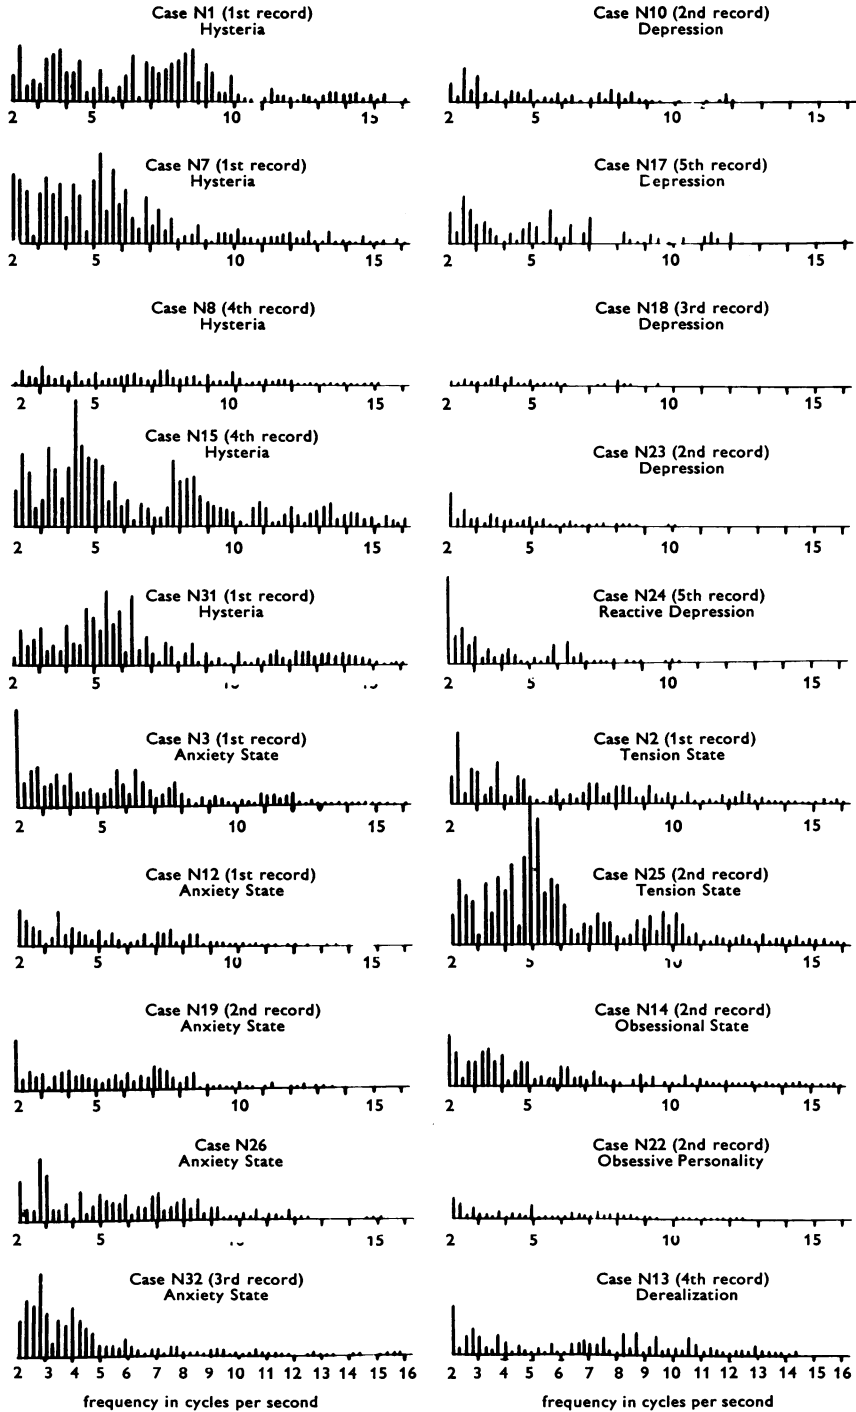 Case N1 (1st record)
Hysteria
2 5 10 15
Case N7 (1st record)
Hysteria
2 5 10 15
Case N8 (4th record)
Hysteria
2 5 10 15
Case N15 (4th record)
Hysteria
2 5 10 15
Case N31 (1st record)
Hysteria
2 5
Case N3 (1st record)
Anxiety State
2 5 10 15
Case N12 (1st record)
Anxiety State
2 5 10 15
Case N19 (2nd record)
Anxiety State
2 5 10 15
Case N26
Anxiety State
2 5 15
Case N32 (3rd record)
Anxiety State
2 3 4 5 6 7 8 9 10 11 12 13 14 15 16
frequency in cycles per second
Case N10 (2nd record)
Depression
2 5 10 15
Case N17 (5th record)
Depression
2 5 10 15
Case N18 (3rd record)
Depression
2 5 10 15
Case N23 (2nd record)
Depression
2 5 10 15
Case N24 (5th record)
Reactive Depression
2 5 10 15
Case N2 (1st record)
Tension State
2 10 15
Case N25 (2nd record)
Tension State
2 5 10 15
Case N14 (2nd record)
Obsessional State
2 5 10 15
Case N22 (2nd record)
Obsessive Personality
2 5 10 15
Case N13 (4th record)
Derealization
2 3 4 5 6 7 8 9 10 11 12 13 14 15 16
frequency in cycles per second